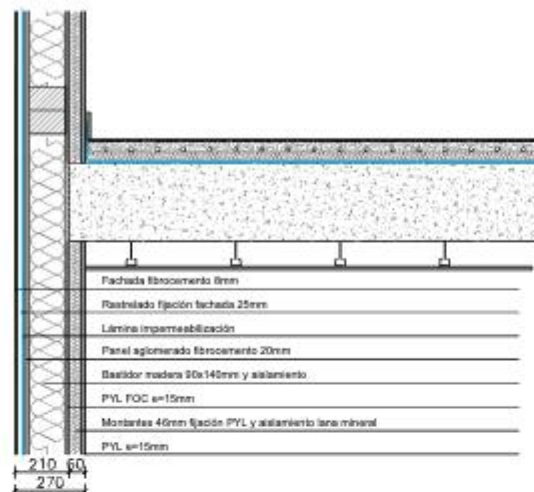 Fachada fibrocemento 8mm
Rastrelado fijación fachada 25mm
Lámina impermeabilización
Panel aglomerado fibrocemento 20mm
Bastidor madera 90x140mm y aislamiento
PYL FOC e=15mm
Montantes 46mm fijación PYL y aislamiento lana mineral
PYL e=15mm
210 60
270